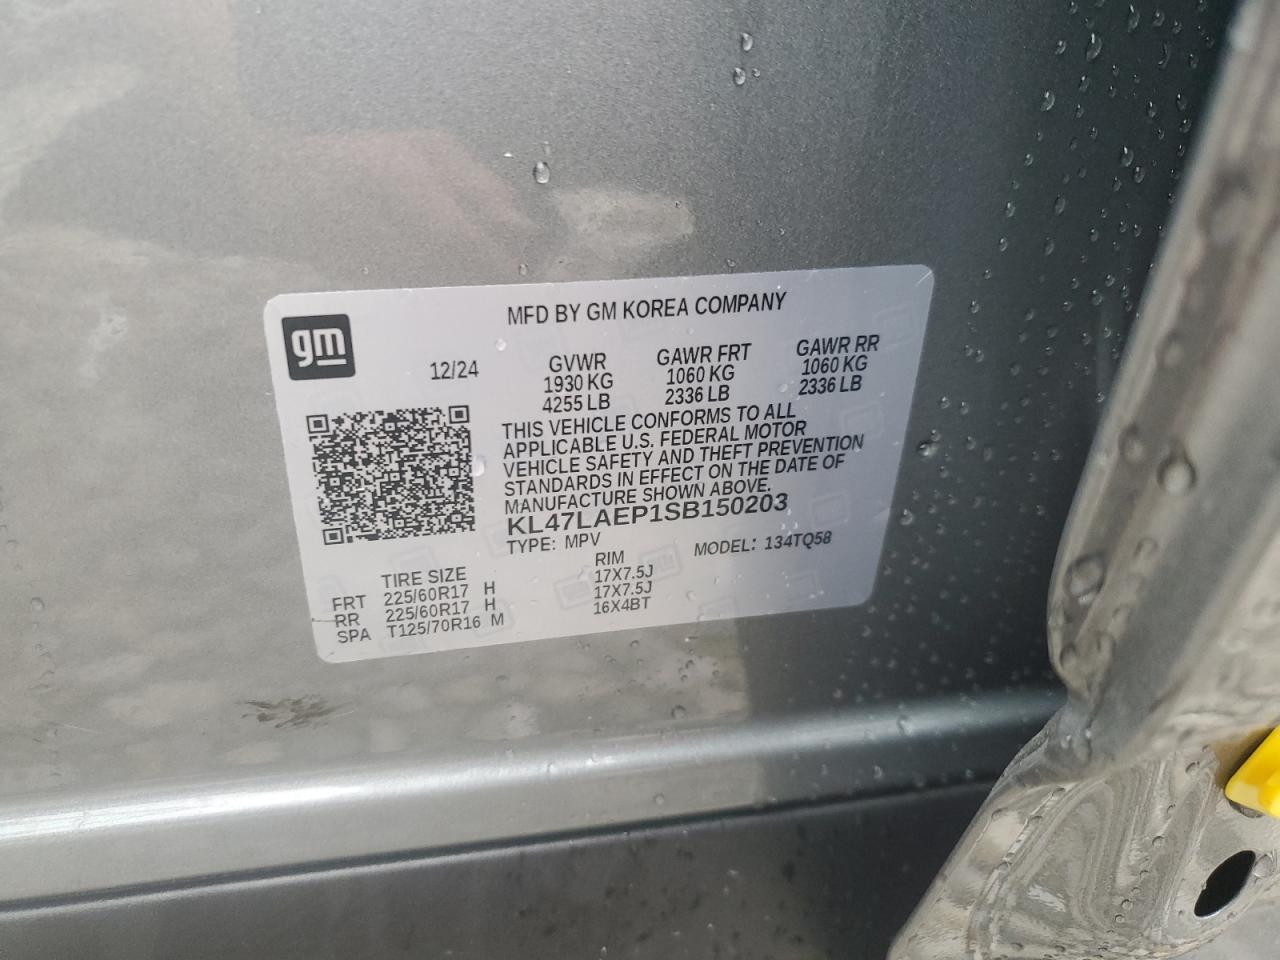 gm
MFD BY GM KOREA COMPANY
12/24
GVWR GAWR FRT GAWR RR
1930 KG 1060 KG 1060 KG
4255 LB 2336 LB 2336 LB
THIS VEHICLE CONFORMS TO ALL
APPLICABLE U.S. FEDERAL MOTOR
VEHICLE SAFETY AND THEFT PREVENTION
STANDARDS IN EFFECT ON THE DATE OF
MANUFACTURE SHOWN ABOVE.
KL47LAEP1SB150203
TYPE: MPV MODEL: 134TQ58
TIRE SIZE RIM
FRT 225/60R17 H 17X7.5J
RR 225/60R17 H 17X7.5J
SPA T125/70R16 M 16X4BT